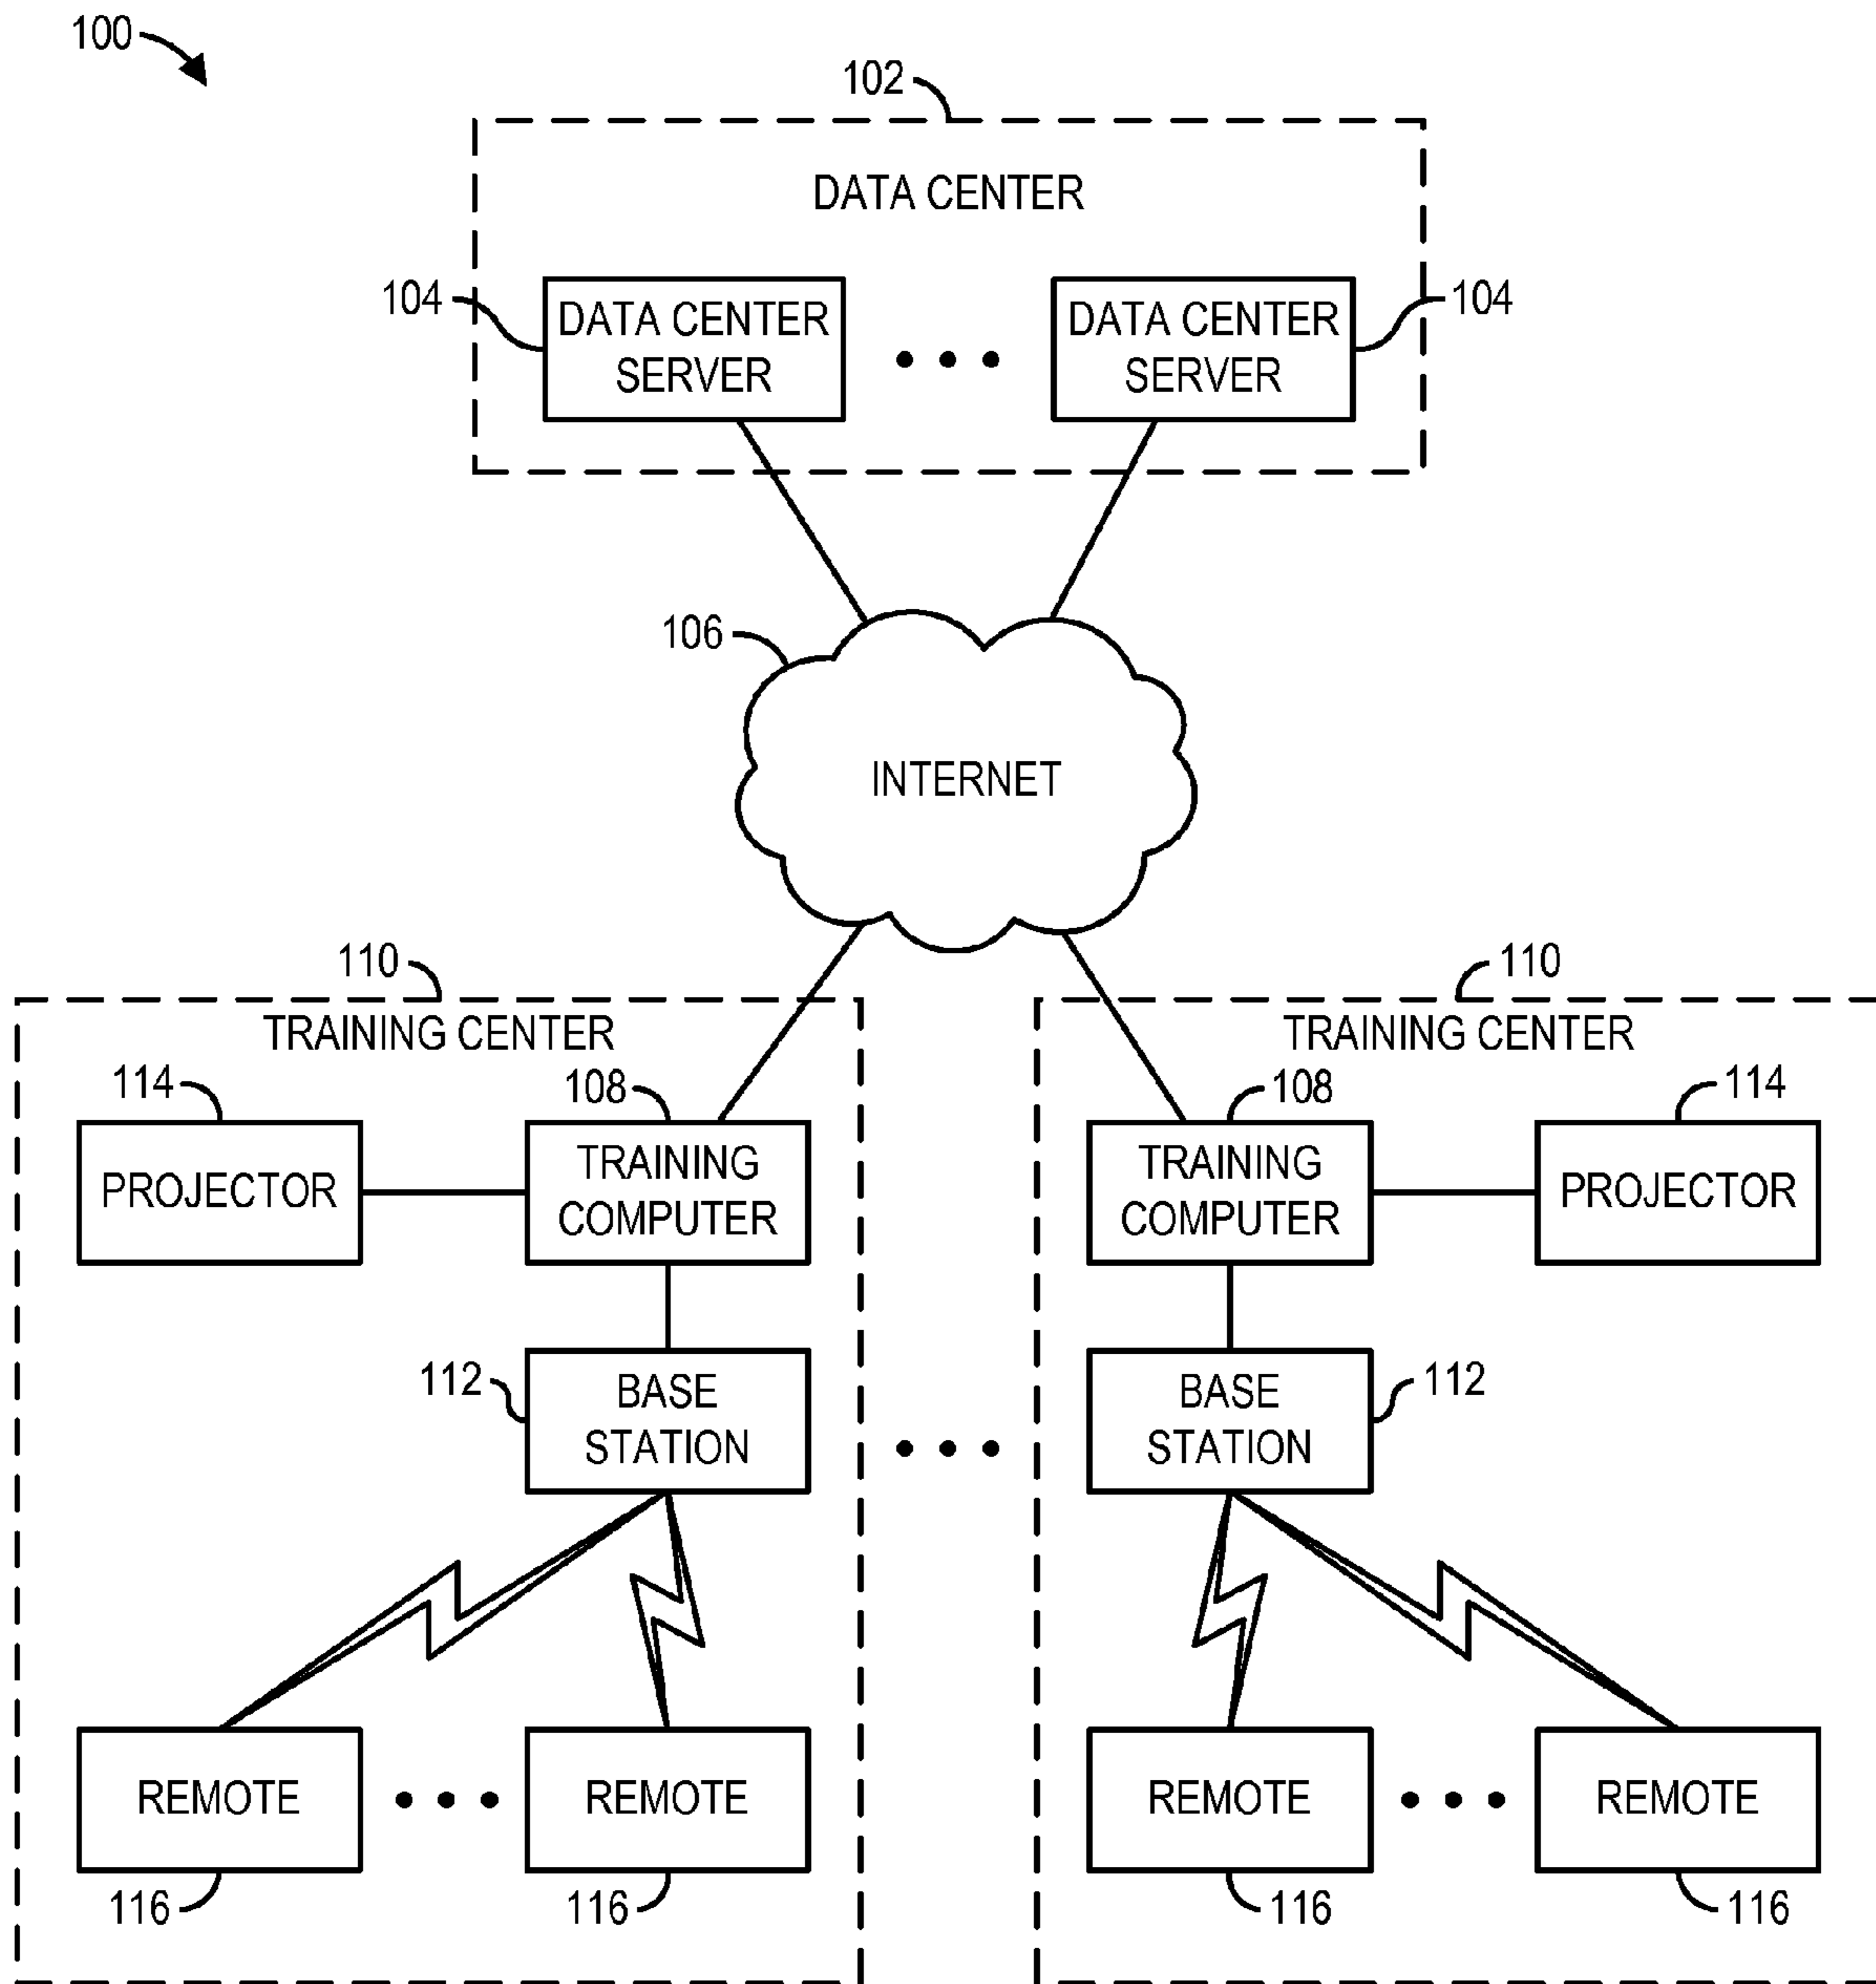 100
102
DATA CENTER
104
DATA CENTER
SERVER
DATA CENTER
SERVER
104
106
INTERNET
110
110
TRAINING CENTER
TRAINING CENTER
114
108
108
114
PROJECTOR
TRAINING
COMPUTER
TRAINING
COMPUTER
PROJECTOR
112
BASE
STATION
BASE
STATION
112
REMOTE
REMOTE
REMOTE
REMOTE
116
116
116
116